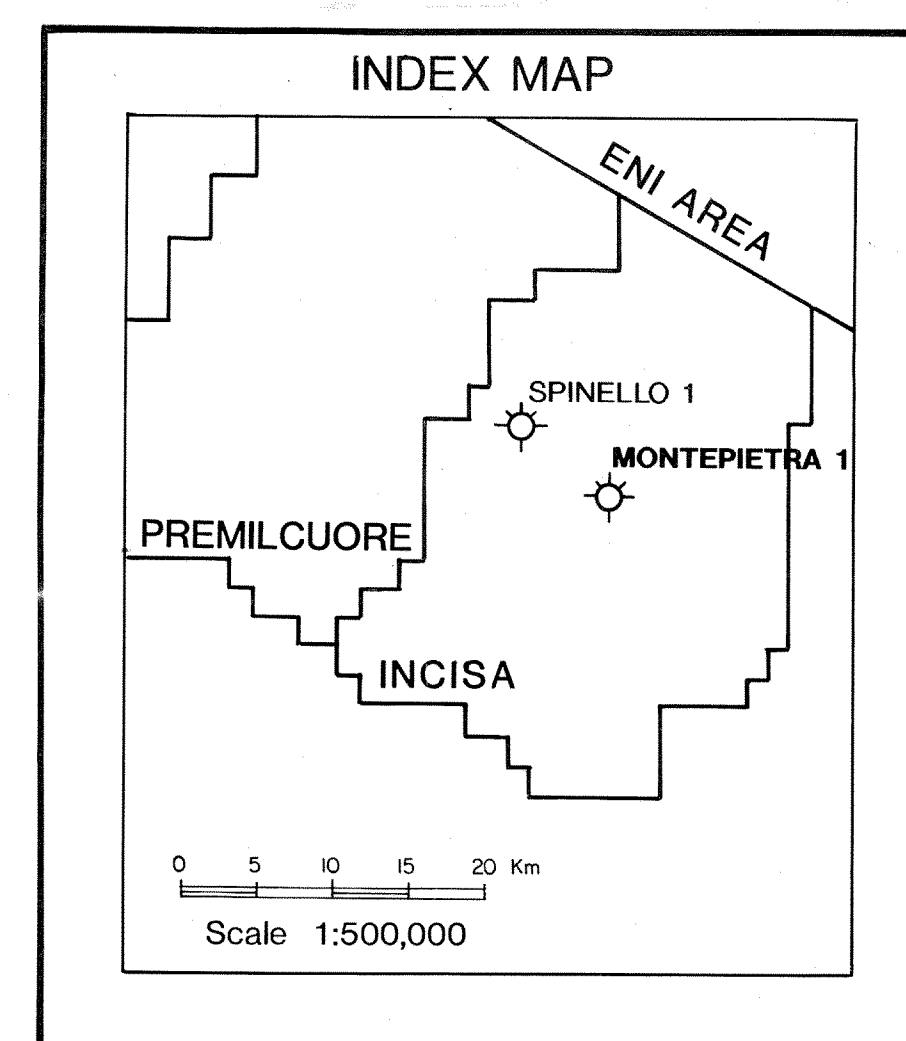 INDEX MAP
ENI AREA
SPINELLO 1
MONTEPIETRA 1
PREMILCUORE
INCISA
0 5 10 15 20 Km
Scale 1:500,000